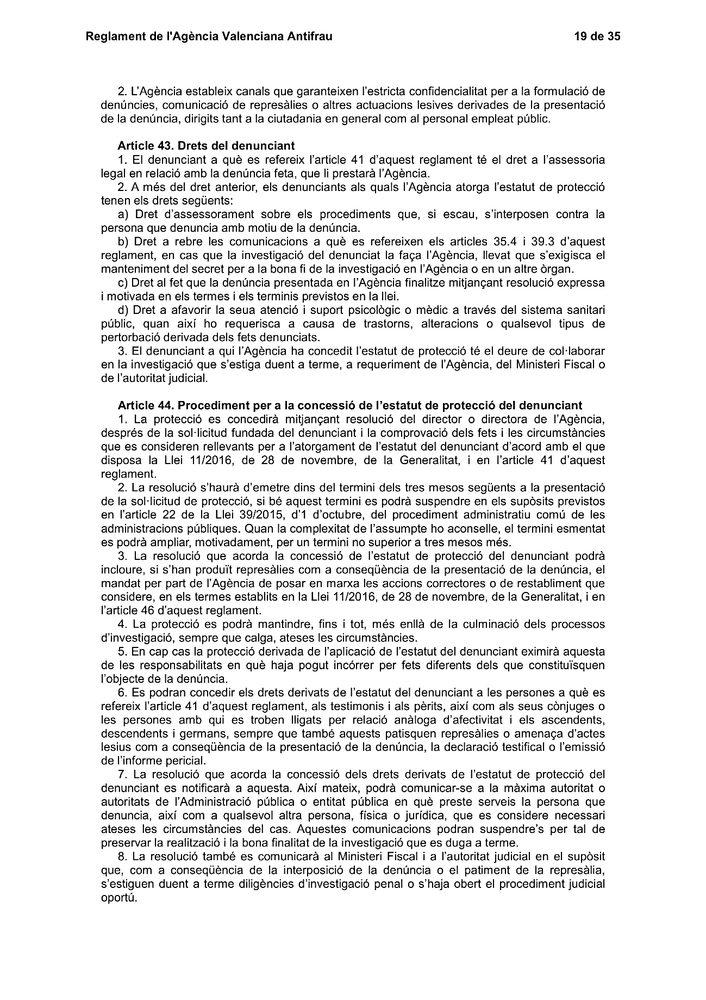 Reglament de l'Agència Valenciana Antifrau 19 de 35
2. L’Agència estableix canals que garanteixen l’estricta confidencialitat per a la formulació de
denúncies, comunicació de represàlies o altres actuacions lesives derivades de la presentació
de la denúncia, dirigits tant a la ciutadania en general com al personal empleat públic.
Article 43. Drets del denunciant
1. El denunciant a què es refereix l’article 41 d’aquest reglament té el dret a l’assessoria
legal en relació amb la denúncia feta, que li prestarà l’Agència.
2. A més del dret anterior, els denunciants als quals l’Agència atorga l’estatut de protecció
tenen els drets següents:
a) Dret d’assessorament sobre els procediments que, si escau, s’interposen contra la
persona que denuncia amb motiu de la denúncia.
b) Dret a rebre les comunicacions a què es refereixen els articles 35.4 i 39.3 d’aquest
reglament, en cas que la investigació del denunciat la faça l’Agència, llevat que s’exigisca el
manteniment del secret per a la bona fi de la investigació en l’Agència o en un altre òrgan.
c) Dret al fet que la denúncia presentada en l’Agència finalitze mitjançant resolució expressa
i motivada en els termes i els terminis previstos en la llei.
d) Dret a afavorir la seua atenció i suport psicològic o mèdic a través del sistema sanitari
públic, quan així ho requerisca a causa de trastorns, alteracions o qualsevol tipus de
pertorbació derivada dels fets denunciats.
3. El denunciant a qui l’Agència ha concedit l’estatut de protecció té el deure de col·laborar
en la investigació que s’estiga duent a terme, a requeriment de l’Agència, del Ministeri Fiscal o
de l’autoritat judicial.
Article 44. Procediment per a la concessió de l’estatut de protecció del denunciant
1. La protecció es concedirà mitjançant resolució del director o directora de l’Agència,
després de la sol·licitud fundada del denunciant i la comprovació dels fets i les circumstàncies
que es consideren rellevants per a l’atorgament de l’estatut del denunciant d’acord amb el que
disposa la Llei 11/2016, de 28 de novembre, de la Generalitat, i en l’article 41 d’aquest
reglament.
2. La resolució s’haurà d’emetre dins del termini dels tres mesos següents a la presentació
de la sol·licitud de protecció, si bé aquest termini es podrà suspendre en els supòsits previstos
en l’article 22 de la Llei 39/2015, d’1 d’octubre, del procediment administratiu comú de les
administracions públiques. Quan la complexitat de l’assumpte ho aconselle, el termini esmentat
es podrà ampliar, motivadament, per un termini no superior a tres mesos més.
3. La resolució que acorda la concessió de l’estatut de protecció del denunciant podrà
incloure, si s’han produït represàlies com a conseqüència de la presentació de la denúncia, el
mandat per part de l’Agència de posar en marxa les accions correctores o de restabliment que
considere, en els termes establits en la Llei 11/2016, de 28 de novembre, de la Generalitat, i en
l’article 46 d’aquest reglament.
4. La protecció es podrà mantindre, fins i tot, més enllà de la culminació dels processos
d’investigació, sempre que calga, ateses les circumstàncies.
5. En cap cas la protecció derivada de l’aplicació de l’estatut del denunciant eximirà aquesta
de les responsabilitats en què haja pogut incórrer per fets diferents dels que constituïsquen
l’objecte de la denúncia.
6. Es podran concedir els drets derivats de l’estatut del denunciant a les persones a què es
refereix l’article 41 d’aquest reglament, als testimonis i als pèrits, així com als seus cònjuges o
les persones amb qui es troben lligats per relació anàloga d’afectivitat i els ascendents,
descendents i germans, sempre que també aquests patisquen represàlies o amenaça d’actes
lesius com a conseqüència de la presentació de la denúncia, la declaració testifical o l’emissió
de l’informe pericial.
7. La resolució que acorda la concessió dels drets derivats de l’estatut de protecció del
denunciant es notificarà a aquesta. Així mateix, podrà comunicar-se a la màxima autoritat o
autoritats de l’Administració pública o entitat pública en què preste serveis la persona que
denuncia, així com a qualsevol altra persona, física o jurídica, que es considere necessari
ateses les circumstàncies del cas. Aquestes comunicacions podran suspendre’s per tal de
preservar la realització i la bona finalitat de la investigació que es duga a terme.
8. La resolució també es comunicarà al Ministeri Fiscal i a l’autoritat judicial en el supòsit
que, com a conseqüència de la interposició de la denúncia o el patiment de la represàlia,
s’estiguen duent a terme diligències d’investigació penal o s’haja obert el procediment judicial
oportú.